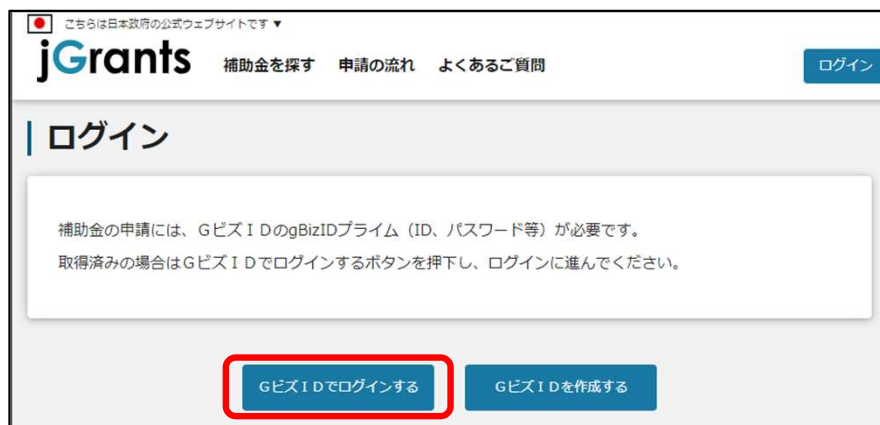 こちらは日本政府の公式ウェブサイトです ▼
jGrants 補助金を探す 申請の流れ よくあるご質問 ログイン
ログイン
補助金の申請には、GビズIDのgBizIDプライム（ID、パスワード等）が必要です。
取得済みの場合はGビズIDでログインするボタンを押下し、ログインに進んでください。
GビズIDでログインする GビズIDを作成する